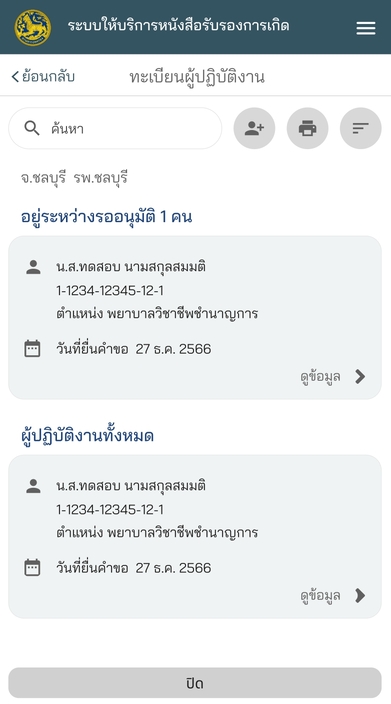 ระบบให้บริการหนังสือรับรองการเกิด
ย้อนกลับ ทะเบียนผู้ปฏิบัติงาน
ค้นหา
จ.ชลบุรี รพ.ชลบุรี
อยู่ระหว่างรออนุมัติ 1 คน
น.ส.ทดสอบ นามสกุลสมมติ
1-1234-12345-12-1
ตำแหน่ง พยาบาลวิชาชีพชำนาญการ
วันที่ยื่นคำขอ 27 ธ.ค. 2566
ดูข้อมูล
ผู้ปฏิบัติงานทั้งหมด
น.ส.ทดสอบ นามสกุลสมมติ
1-1234-12345-12-1
ตำแหน่ง พยาบาลวิชาชีพชำนาญการ
วันที่ยื่นคำขอ 27 ธ.ค. 2566
ดูข้อมูล
ปิด